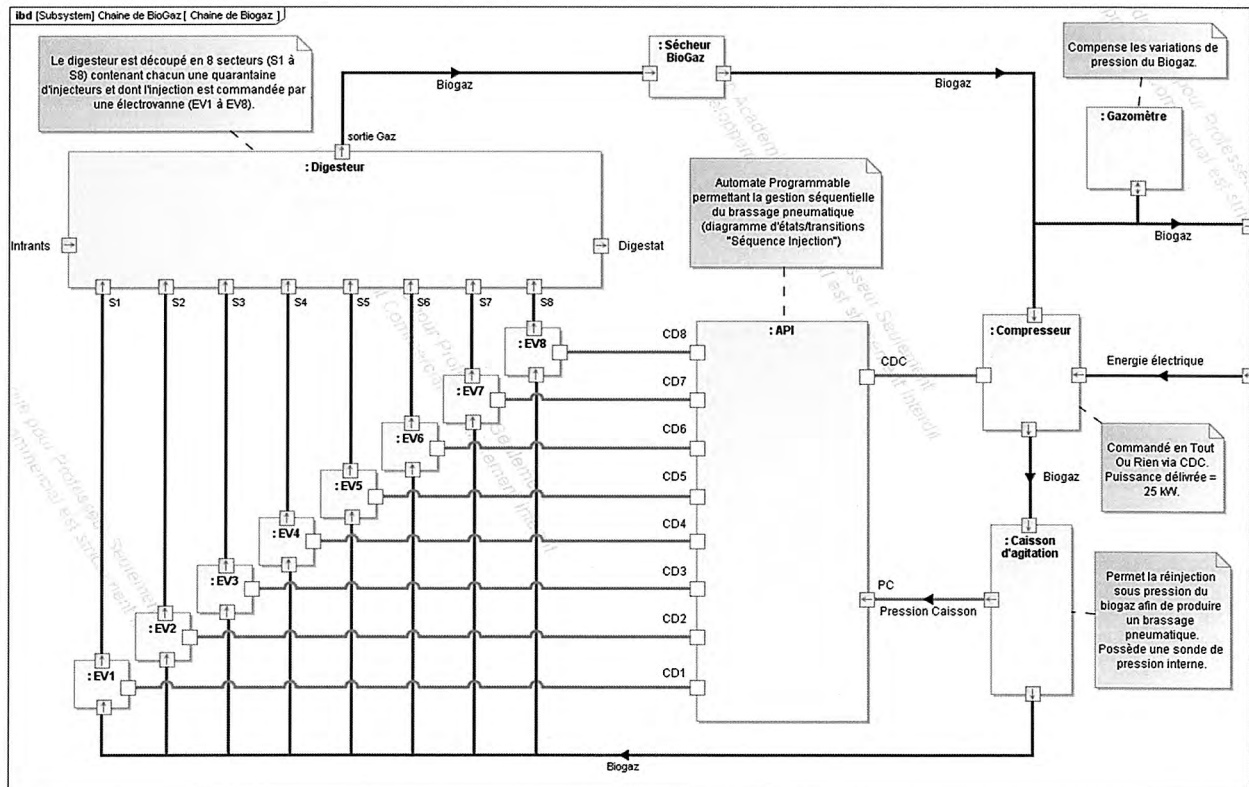 ibd [Subsystem] Chaine de BioGaz [ Chaine de Biogaz ]
Le digesteur est découpé en 8 secteurs (S1 à
S8) contenant chacun une quarantaine
d'injecteurs et dont l'injection est commandée par
une électrovanne (EV1 à EV8).
: Sécheur
BioGaz
Biogaz
Biogaz
Compense les variations de
pression du Biogaz.
: Gazomètre
Biogaz
sortie Gaz
: Digesteur
Intrants
Digestat
Automate Programmable
permettant la gestion séquentielle
du brassage pneumatique
(diagramme d'états/transitions
"Séquence Injection")
S1
S2
S3
S4
S5
S6
S7
S8
: EV8
: EV7
: EV6
: EV5
: EV4
: EV3
: EV2
: EV1
CD8
CD7
CD6
CD5
CD4
CD3
CD2
CD1
: API
CDC
PC
Pression Caisson
: Compresseur
Energie électrique
Commandé en Tout
Ou Rien via CDC.
Puissance délivrée =
25 kW.
Biogaz
: Caisson
d'agitation
Permet la réinjection
sous pression du
biogaz afin de produire
un brassage
pneumatique.
Possède une sonde de
pression interne.
Biogaz